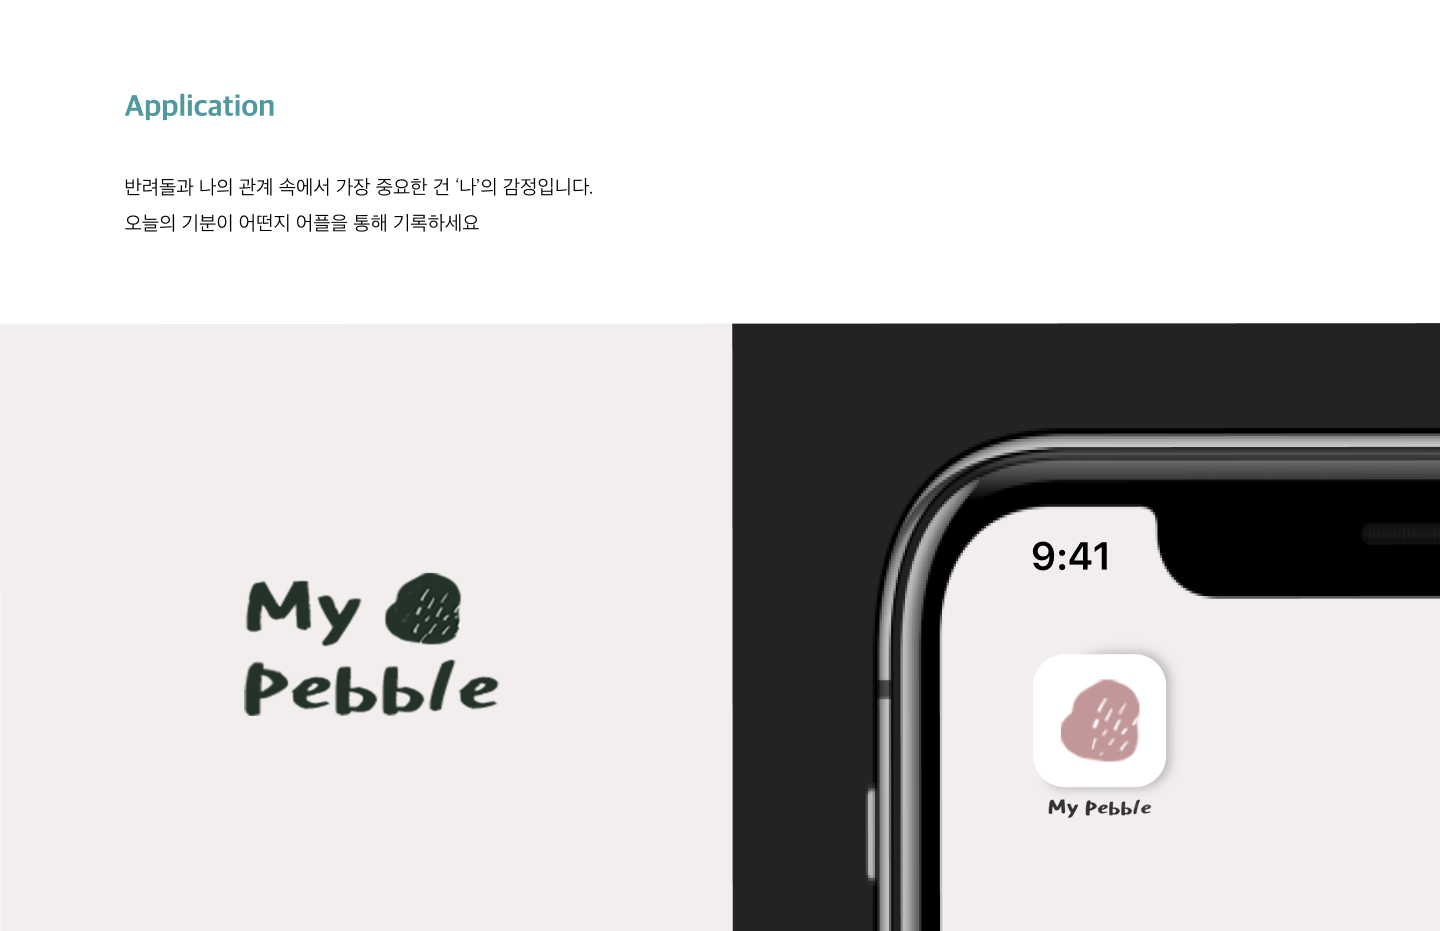 Application
반려돌과 나의 관계 속에서 가장 중요한 건 ‘나’의 감정입니다.
오늘의 기분이 어떤지 어플을 통해 기록하세요
My
Pebble
9:41
My Pebble